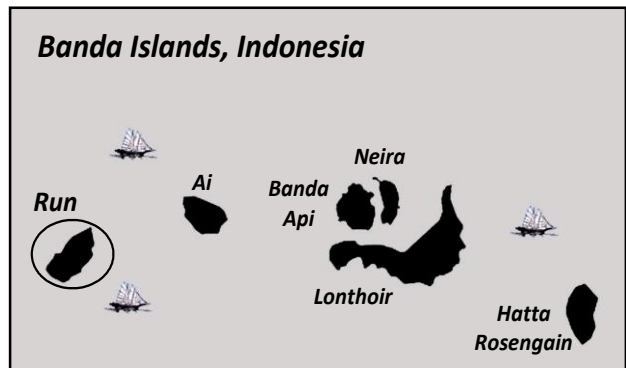 Banda Islands, Indonesia
Neira
Ai
Banda
Api
Run
Lonthoir
Hatta
Rosengain